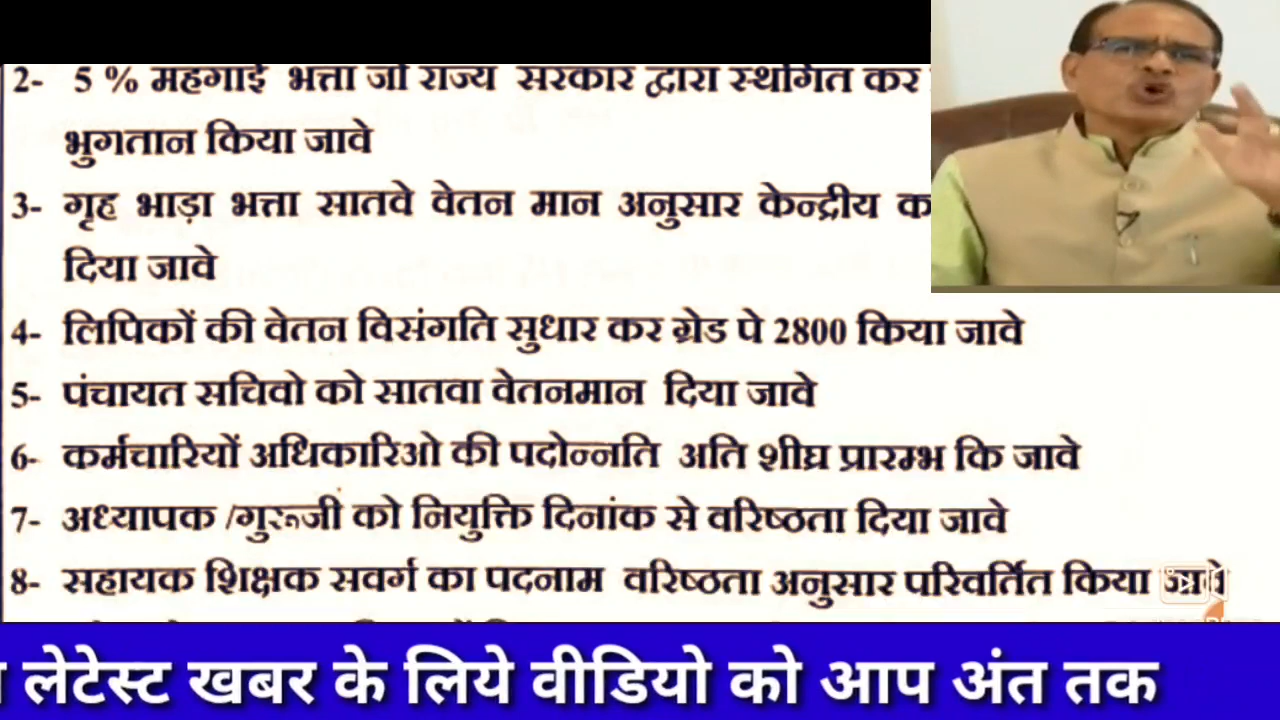 2- 5 % महगाई भत्ता जो राज्य सरकार द्वारा स्थगित कर
भुगतान किया जावे
3- गृह भाड़ा भत्ता सातवे वेतन मान अनुसार केन्द्रीय क
दिया जावे
4- लिपिकों की वेतन विसंगति सुधार कर ग्रेड पे 2800 किया जावे
5- पंचायत सचिवो को सातवा वेतनमान दिया जावे
6- कर्मचारियों अधिकारिओ की पदोन्नति अति शीघ्र प्रारम्भ कि जावे
7- अध्यापक /गुरूजी को नियुक्ति दिनांक से वरिष्ठता दिया जावे
8- सहायक शिक्षक सवर्ग का पदनाम वरिष्ठता अनुसार परिवर्तित किया जावे
लेटेस्ट खबर के लिये वीडियो को आप अंत तक